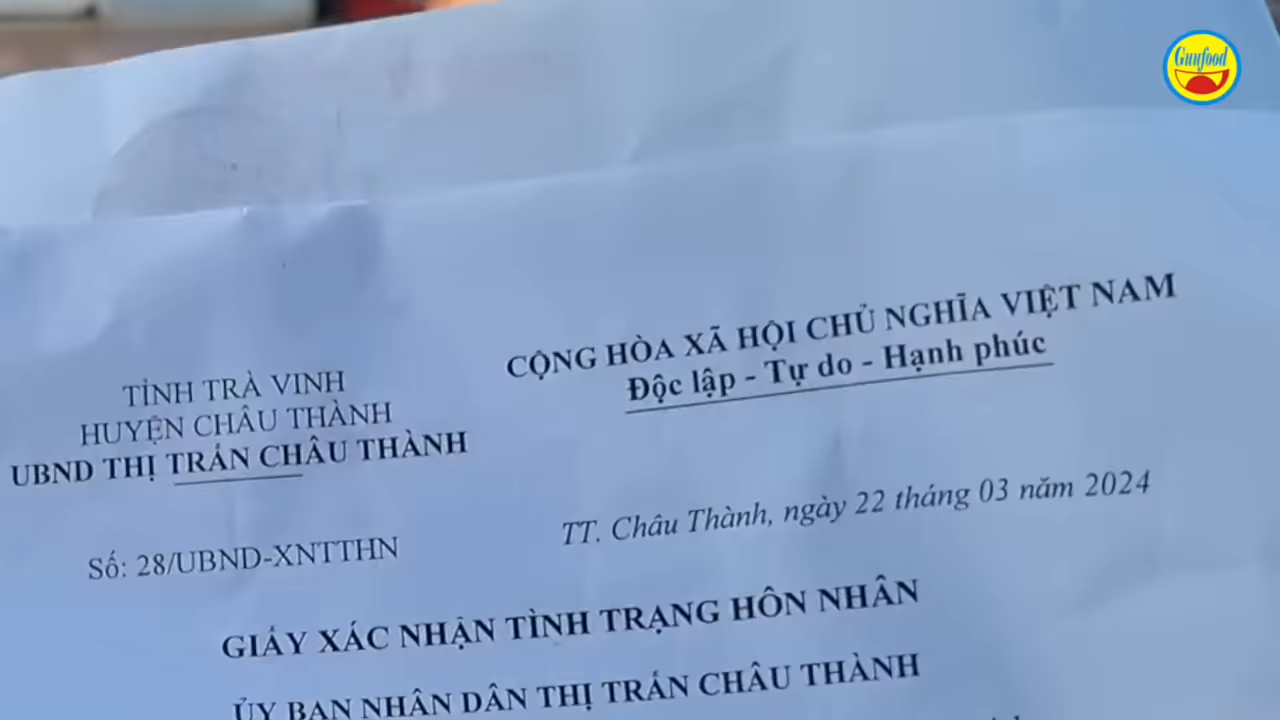 Gunfood
CỘNG HÒA XÃ HỘI CHỦ NGHĨA VIỆT NAM
Độc lập - Tự do - Hạnh phúc
TỈNH TRÀ VINH
HUYỆN CHÂU THÀNH
UBND THỊ TRẤN CHÂU THÀNH
TT. Châu Thành, ngày 22 tháng 03 năm 2024
Số: 28/UBND-XNTTHN
GIẤY XÁC NHẬN TÌNH TRẠNG HÔN NHÂN
ỦY BAN NHÂN DÂN THỊ TRẤN CHÂU THÀNH